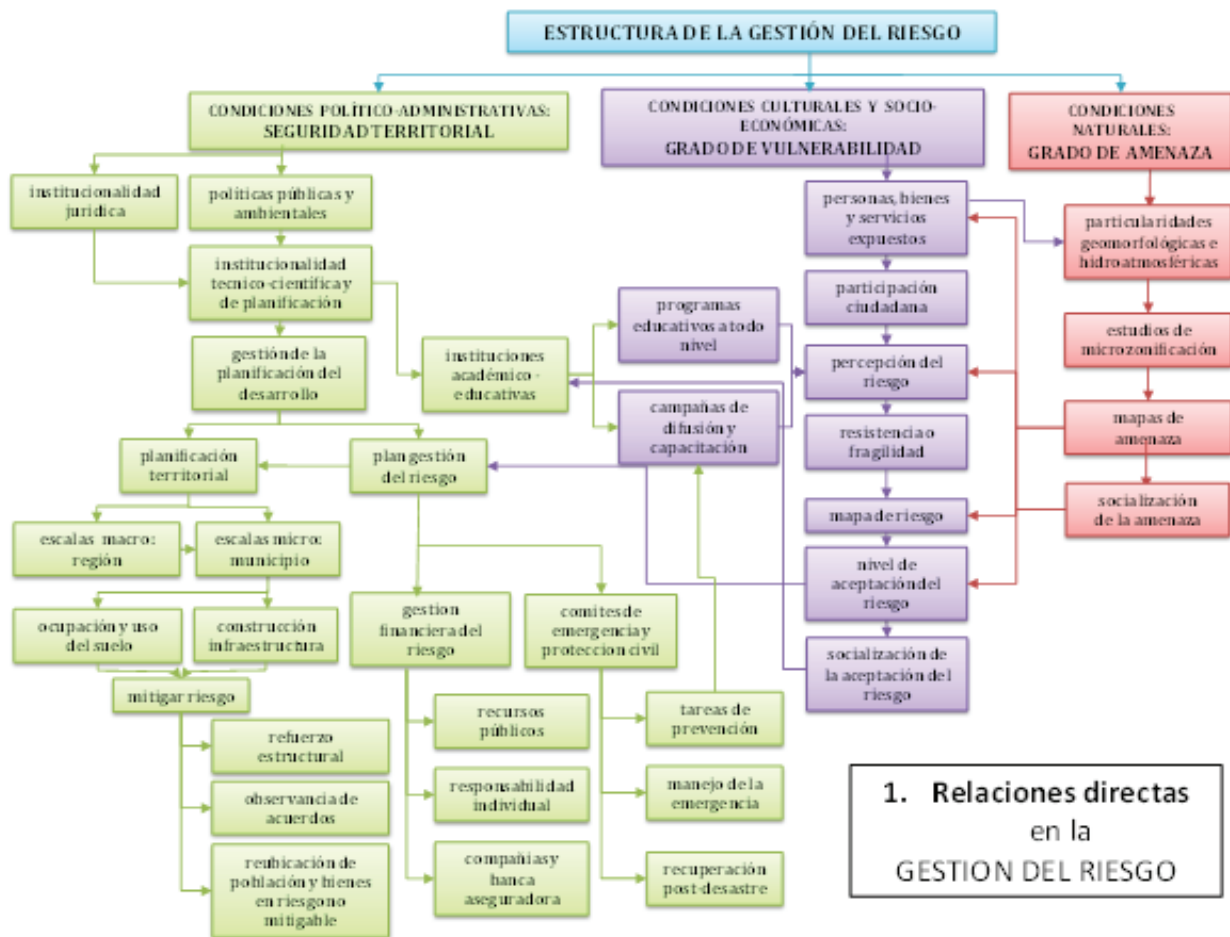 ESTRUCTURA DE LA GESTIÓN DEL RIESGO
CONDICIONES POLÍTICO-ADMINISTRATIVAS:
SEGURIDAD TERRITORIAL
CONDICIONES CULTURALES Y SOCIO-
ECONÓMICAS:
GRADO DE VULNERABILIDAD
CONDICIONES
NATURALES:
GRADO DE AMENAZA
institucionalidad
jurídica
políticas públicas y
ambientales
institucionalidad
tecnico-científica y
de planificación
gestión de la
planificación del
desarrollo
instituciones
académico-
educativas
planificación
territorial
plan gestión
del riesgo
escalas macro:
región
escalas micro:
municipio
ocupación y uso
del suelo
construcción
infraestructura
mitigar riesgo
refuerzo
estructural
observancia de
acuerdos
reubicación de
población y bienes
en riesgo no
mitigable
gestion
financiera del
riesgo
recursos
públicos
responsabilidad
individual
compañias y
banca
aseguradora
comites de
emergencia y
proteccion civil
tareas de
prevención
manejo de la
emergencia
recuperación
post-desastre
programas
educativos a todo
nivel
campañas de
difusión y
capacitación
personas, bienes
y servicios
expuestos
participación
ciudadana
percepción del
riesgo
resistencia o
fragilidad
mapa de riesgo
nivel de
aceptación del
riesgo
socialización de
la aceptación del
riesgo
particularidades
geomorfológicas e
hidroatmosféricas
estudios de
microzonificación
mapas de
amenaza
socialización
de la amenaza
1. Relaciones directas
en la
GESTION DEL RIESGO